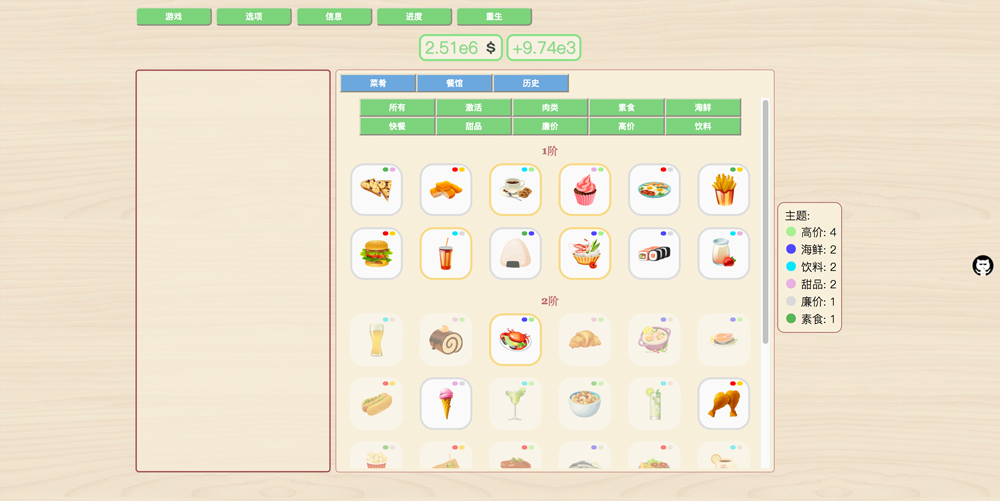 游戏 选项 信息 进度 重生
2.51e6 $ +9.74e3
菜肴 餐馆 历史
所有 激活 肉类 素食 海鲜
快餐 甜品 廉价 高价 饮料
1阶
2阶
主题:
高价: 4
海鲜: 2
饮料: 2
甜品: 2
廉价: 1
素食: 1